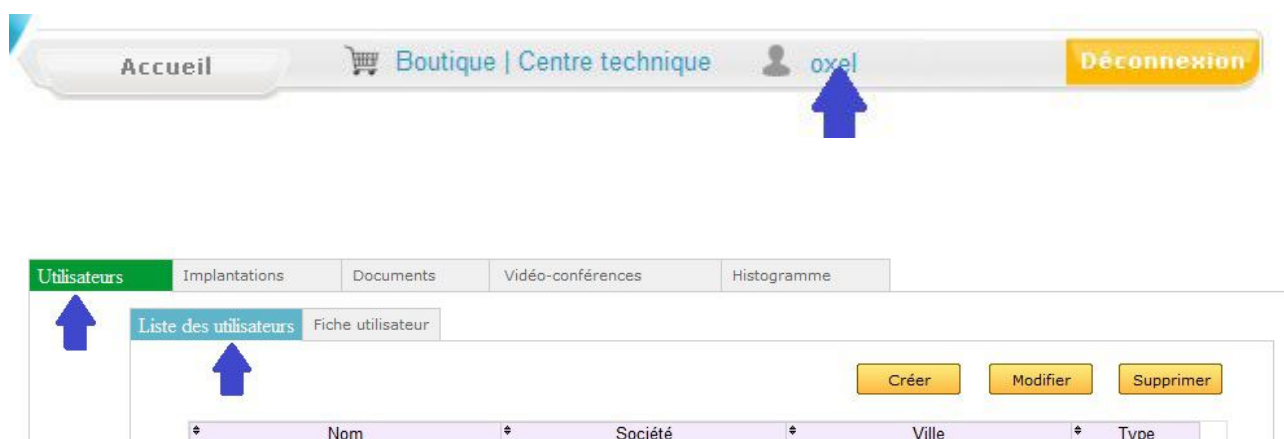 Accueil Boutique | Centre technique oxel Déconnexion
Utilisateurs Implantations Documents Vidéo-conférences Histogramme
Liste des utilisateurs Fiche utilisateur
Créer Modifier Supprimer
Nom Société Ville Type